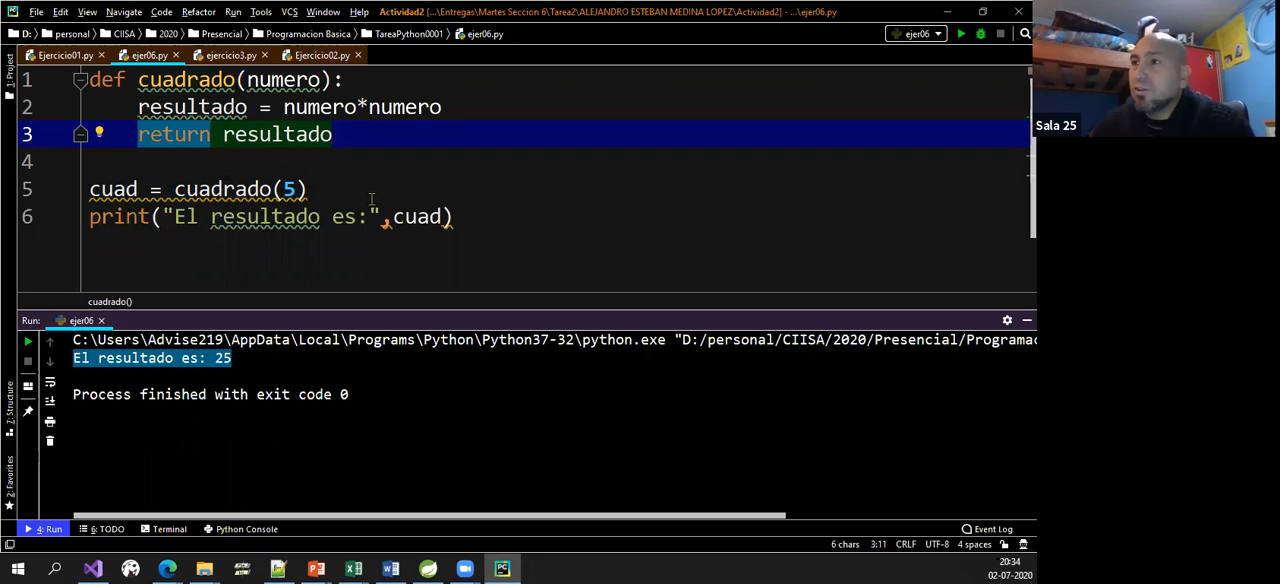 File Edit View Navigate Code Refactor Run Tools VCS Window Help Actividad2 [...\Entregas\Martes Seccion 6\Tarea2\ALEJANDRO ESTEBAN MEDINA LOPEZ\Actividad2] - ...\ejer06.py
D: personal CIISA 2020 Presencial Programacion Basica TareaPython0001 ejer06.py ejer06
Ejercicio01.py ejer06.py ejercicio3.py Ejercicio02.py
1: Project
1 def cuadrado(numero):
2 resultado = numero*numero
3 return resultado
4
5 cuad = cuadrado(5)
6 print("El resultado es:",cuad)
cuadrado()
Sala 25
Run: ejer06
C:\Users\Advise219\AppData\Local\Programs\Python\Python37-32\python.exe "D:/personal/CIISA/2020/Presencial/Programac
El resultado es: 25
Process finished with exit code 0
7: Structure
2: Favorites
4: Run 6: TODO Terminal Python Console Event Log
6 chars 3:11 CRLF UTF-8 4 spaces
20:34
02-07-2020